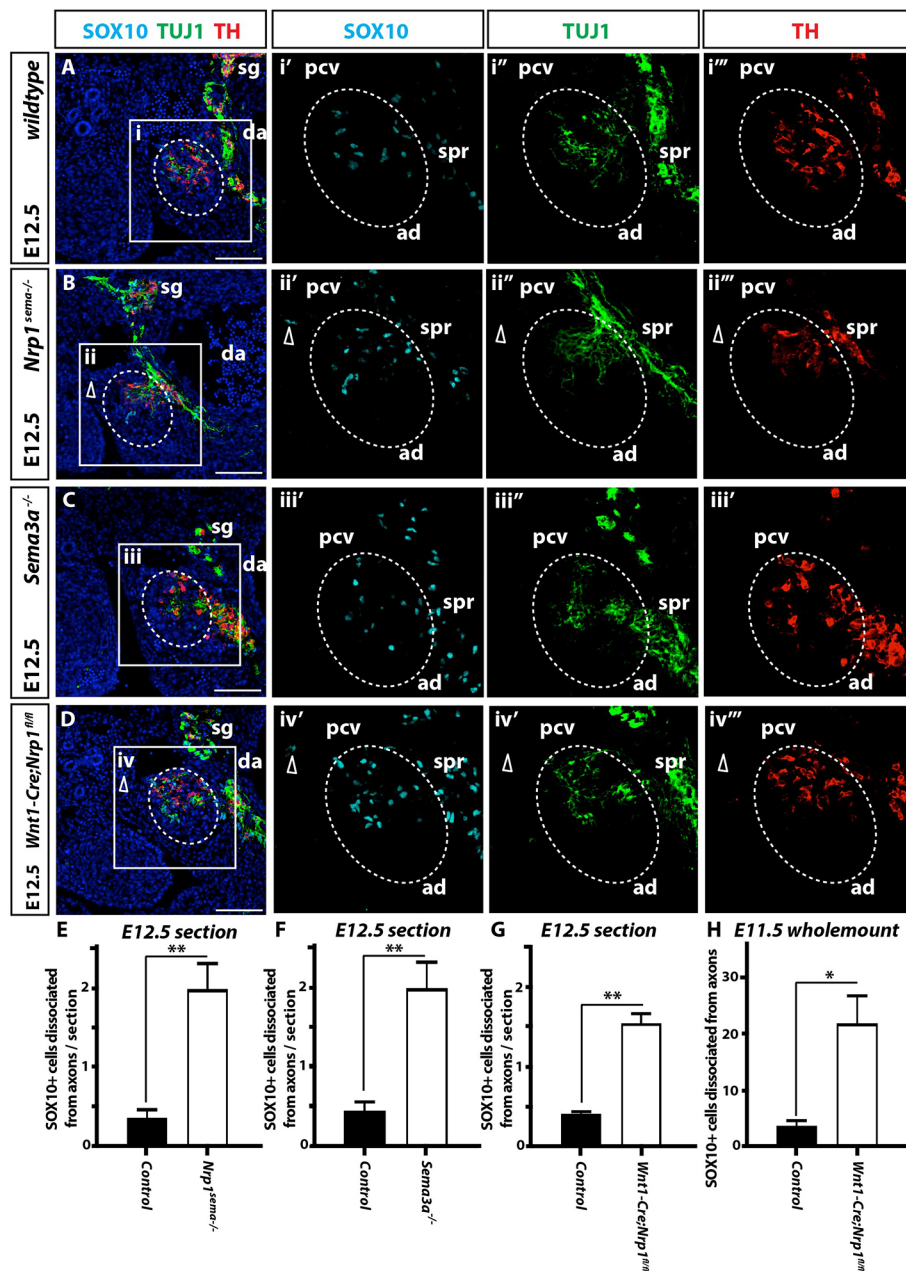 SOX10 TUJ1 TH
SOX10
TUJ1
TH
wildtype
E12.5
A
sg
da
i
i'
pcv
spr
ad
i''
pcv
spr
ad
i'''
pcv
spr
ad
Nrp1 sema-/-
E12.5
B
sg
da
ii
ii'
pcv
spr
ad
ii''
pcv
spr
ad
ii'''
pcv
spr
ad
Sema3a-/-
E12.5
C
sg
da
iii
iii'
pcv
spr
ad
iii''
pcv
spr
ad
iii'
pcv
spr
ad
Wnt1-Cre;Nrp1fl/fl
E12.5
D
sg
da
iv
iv'
pcv
spr
ad
iv'
pcv
spr
ad
iv'''
pcv
spr
ad
E
E12.5 section
**
SOX10+ cells dissociated
from axons / section
2
1
0
Control
Nrp1sema-/-
F
E12.5 section
**
SOX10+ cells dissociated
from axons / section
2
1
0
Control
Sema3a-/-
G
E12.5 section
**
SOX10+ cells dissociated
from axons / section
2
1
0
Control
Wnt1-Cre;Nrp1fl/fl
H
E11.5 wholemount
*
SOX10+ cells dissociated from axons
30
20
10
0
Control
Wnt1-Cre;Nrp1fl/fl